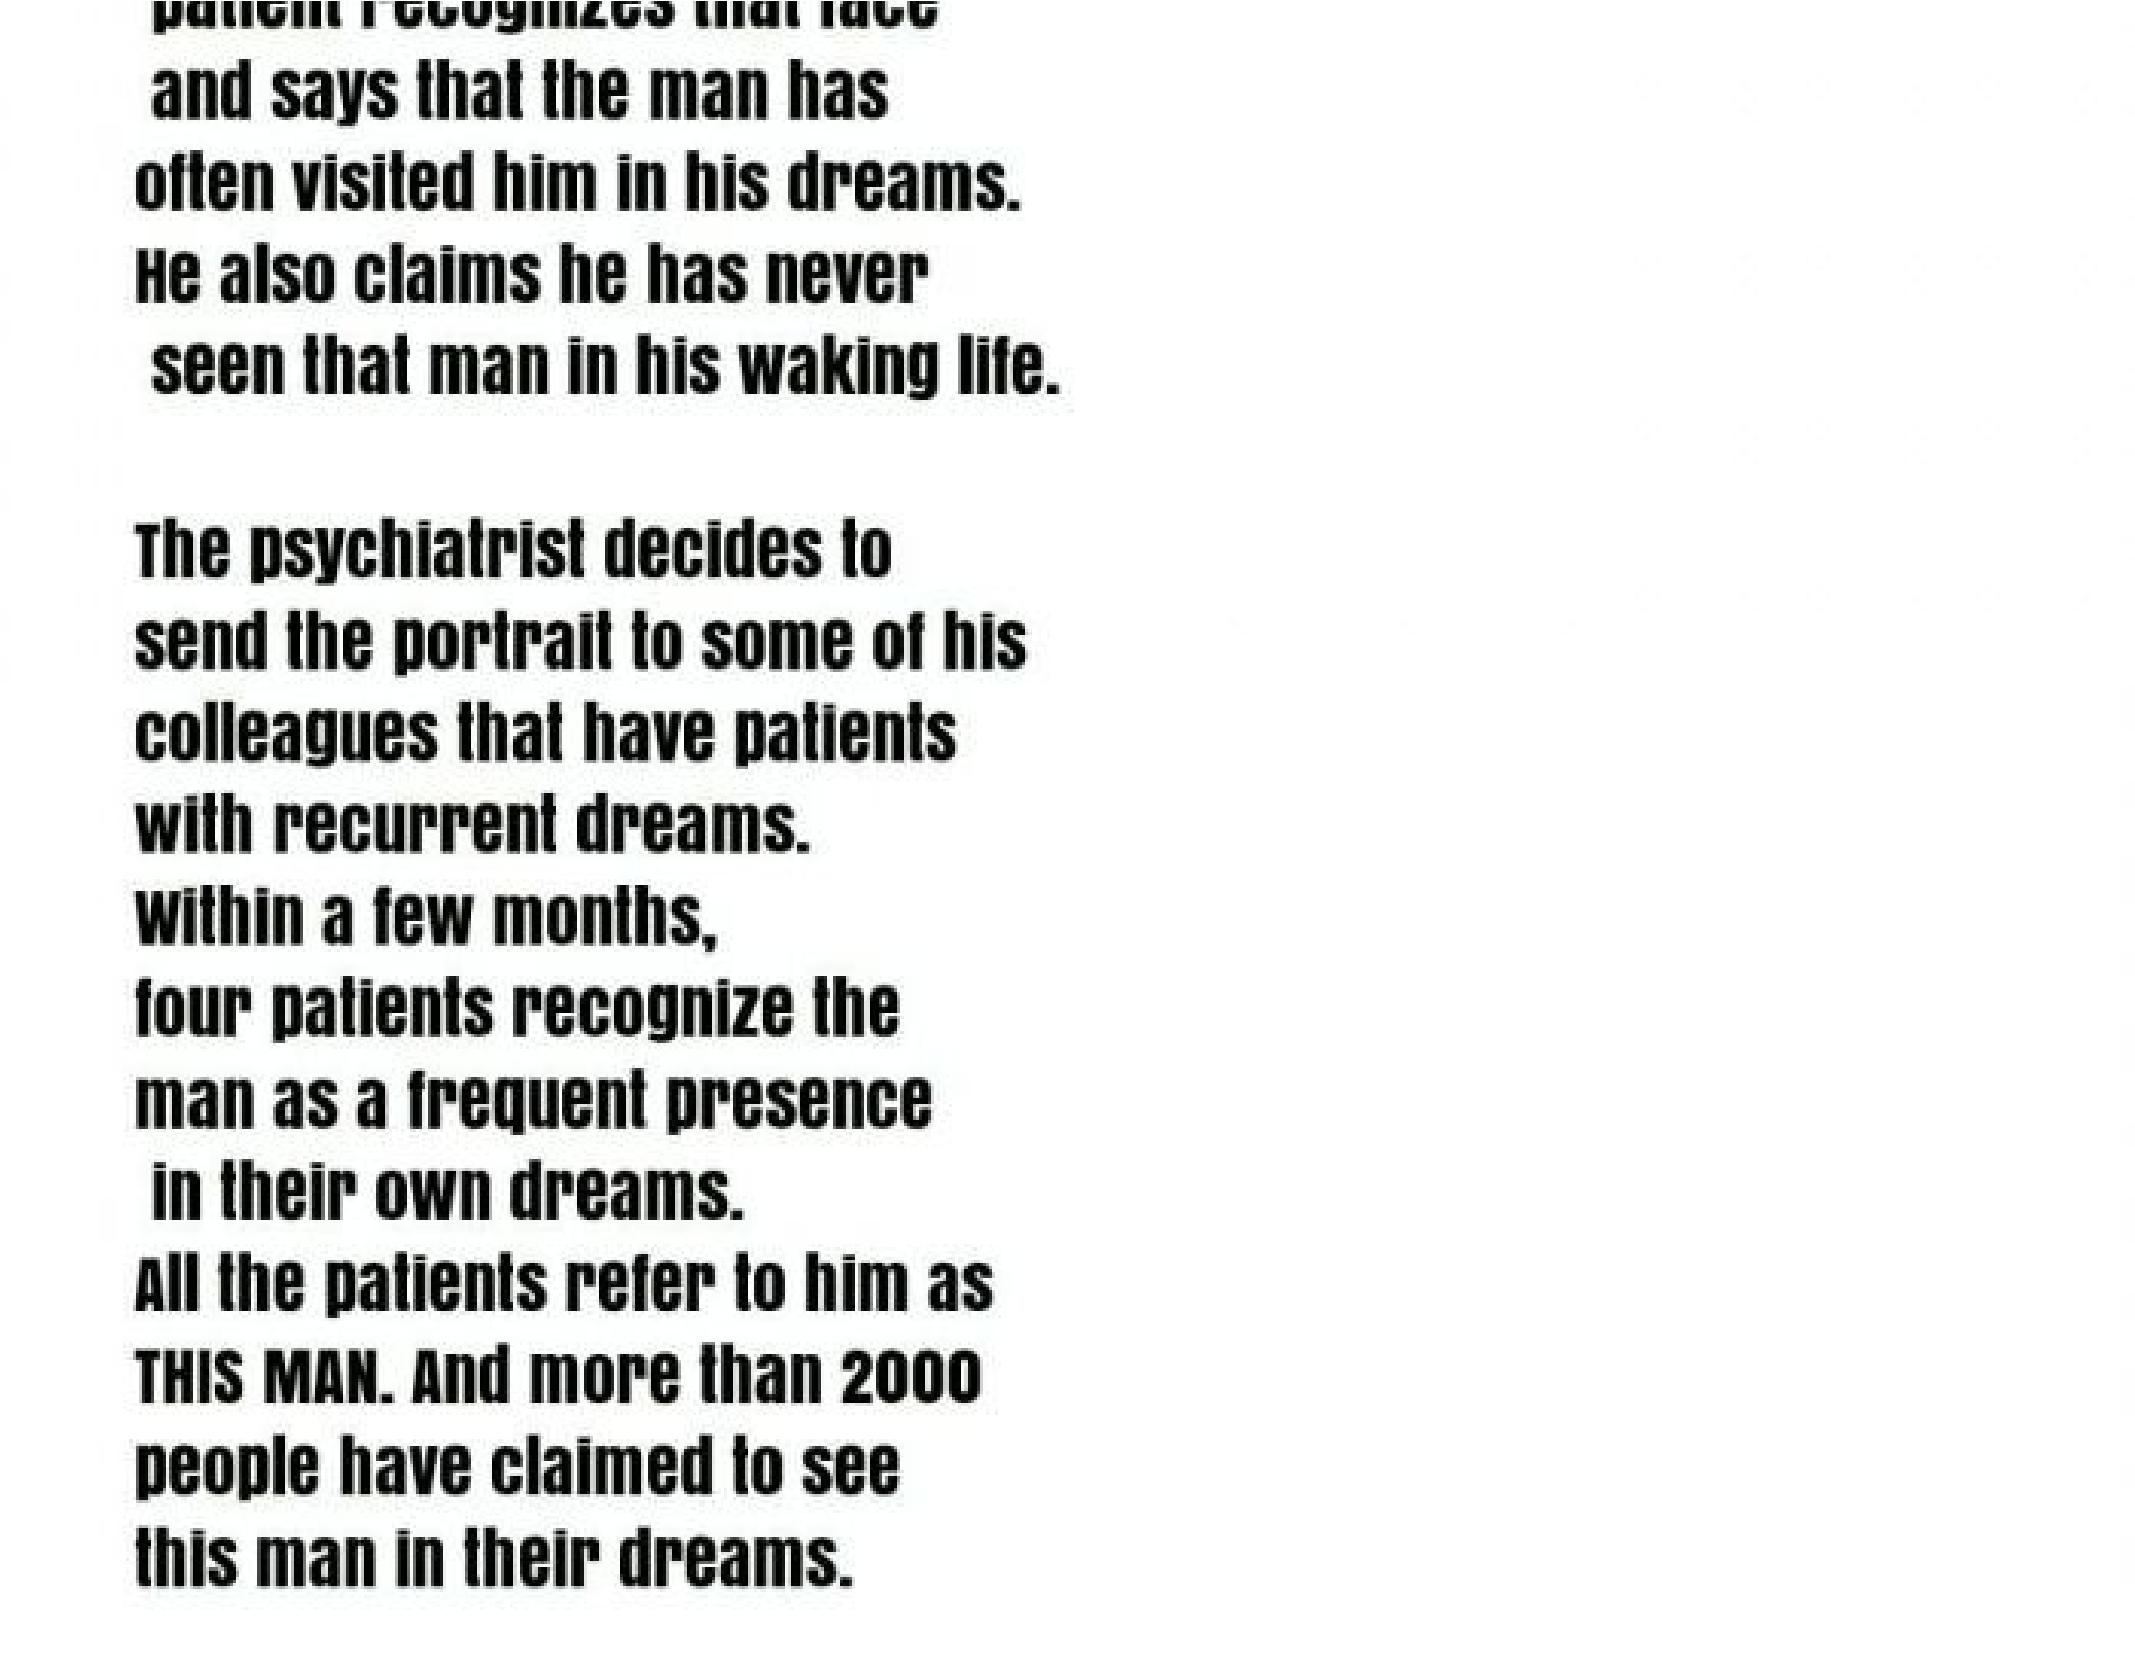 patient recognizes that face
and says that the man has
often visited him in his dreams.
He also claims he has never
seen that man in his waking life.
The psychiatrist decides to
send the portrait to some of his
colleagues that have patients
with recurrent dreams.
Within a few months,
four patients recognize the
man as a frequent presence
in their own dreams.
All the patients refer to him as
THIS MAN. And more than 2000
people have claimed to see
this man in their dreams.